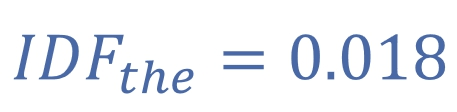 IDF_the = 0.018